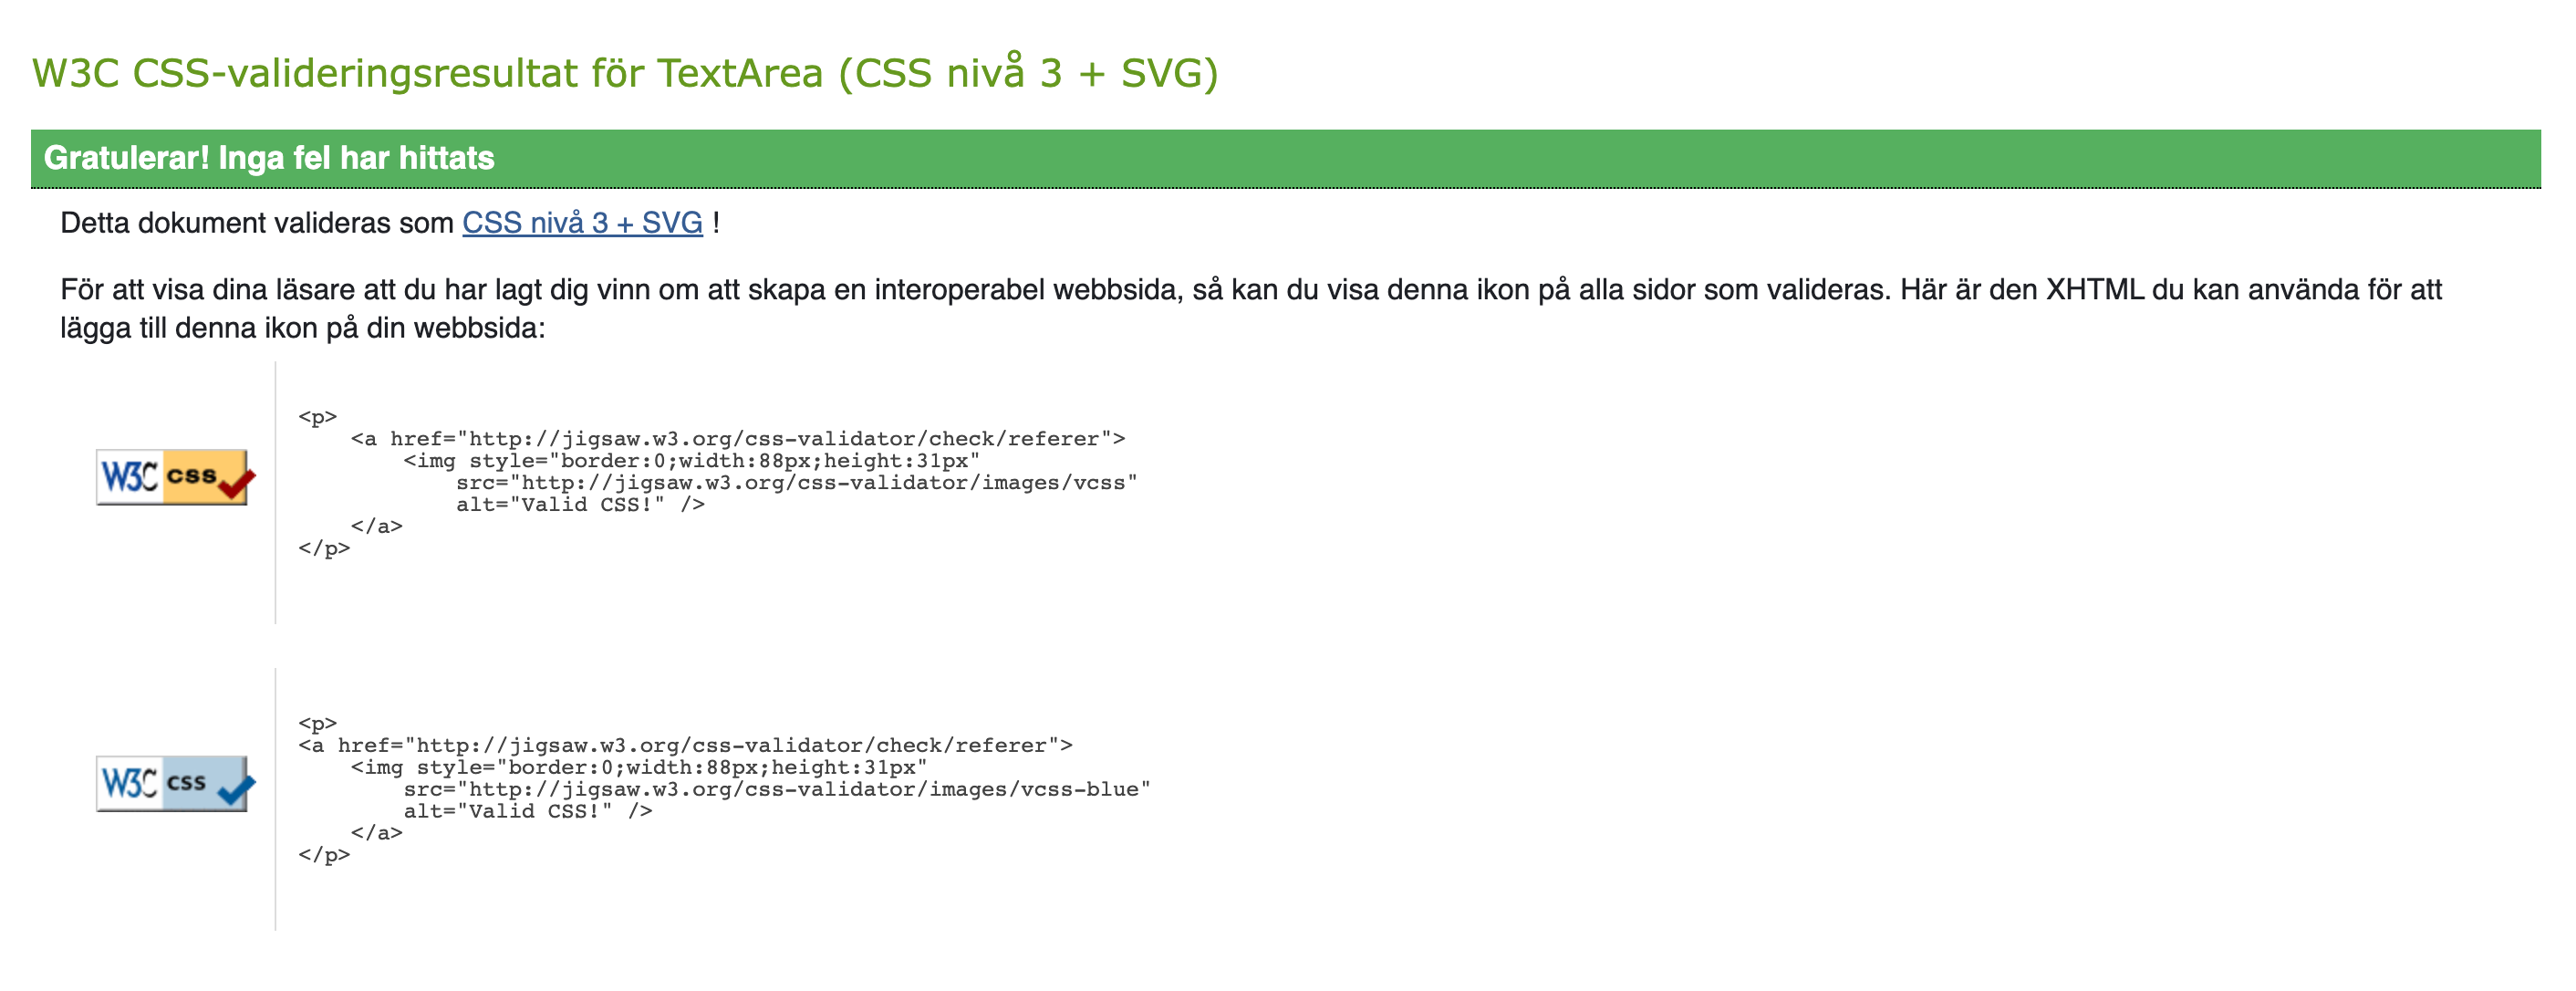 W3C CSS-valideringsresultat för TextArea (CSS nivå 3 + SVG)
Gratulerar! Inga fel har hittats
Detta dokument valideras som CSS nivå 3 + SVG !
För att visa dina läsare att du har lagt dig vinn om att skapa en interoperabel webbsida, så kan du visa denna ikon på alla sidor som valideras. Här är den XHTML du kan använda för att
lägga till denna ikon på din webbsida:
W3C css
<p>
    <a href="http://jigsaw.w3.org/css-validator/check/referer">
        <img style="border:0;width:88px;height:31px"
            src="http://jigsaw.w3.org/css-validator/images/vcss"
            alt="Valid CSS!" />
    </a>
</p>
W3C css
<p>
<a href="http://jigsaw.w3.org/css-validator/check/referer">
    <img style="border:0;width:88px;height:31px"
        src="http://jigsaw.w3.org/css-validator/images/vcss-blue"
        alt="Valid CSS!" />
    </a>
</p>